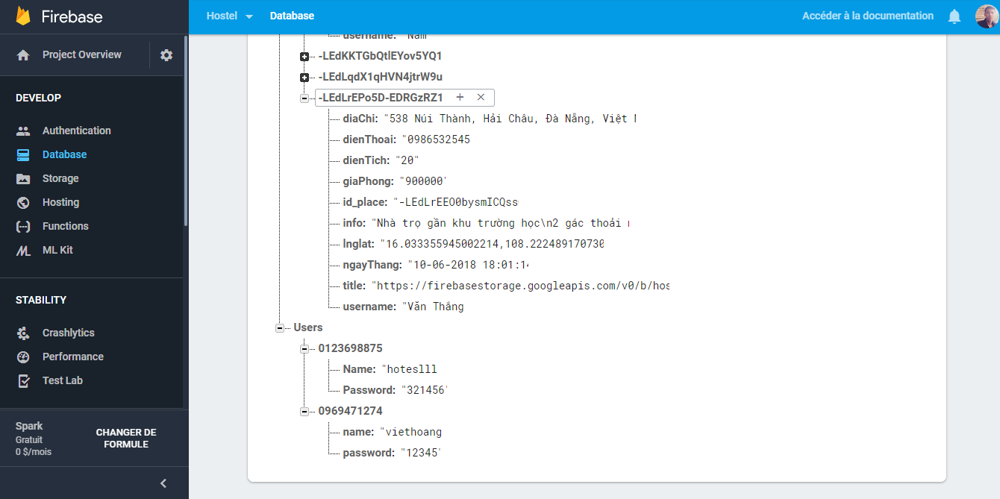 Firebase
Hostel
Database
Accéder à la documentation
Project Overview
DEVELOP
Authentication
Database
Storage
Hosting
Functions
ML Kit
STABILITY
Crashlytics
Performance
Test Lab
Spark
Gratuit
0 $/mois
CHANGER DE
FORMULE
username: "Nam
-LEdKKTGbQtlEYov5YQ1
-LEdLqdX1qHVN4jtrW9u
-LEdLrEPo5D-EDRGzRZ1
diaChi: "538 Núi Thành, Hải Châu, Đà Nẵng, Việt N
dienThoai: "0986532545
dienTich: "20"
giaPhong: "900000"
id_place: "-LEdLrEEO0bysmICQss
info: "Nhà trọ gần khu trường học\n2 gác thoải
lnglat: "16.033355945002214,108.222489170730
ngayThang: "10-06-2018 18:01:14
title: "https://firebasestorage.googleapis.com/v0/b/hos
username: "Văn Thắng
Users
0123698875
Name: "hoteslll
Password: "321456"
0969471274
name: "viethoang
password: "12345"